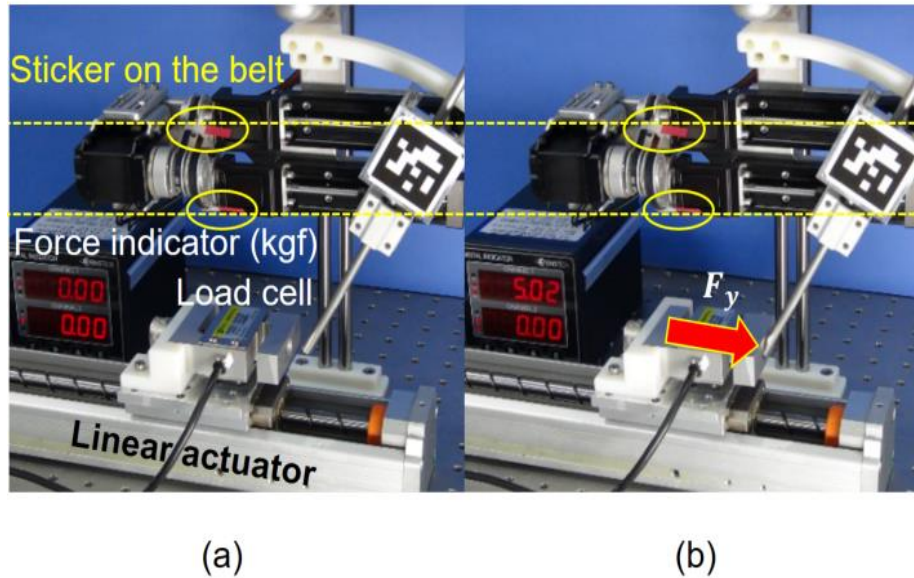 Sticker on the belt
Force indicator (kgf)
Load cell
0.00
0.00
Linear actuator
5.02
0.00
F_y
(a)
(b)